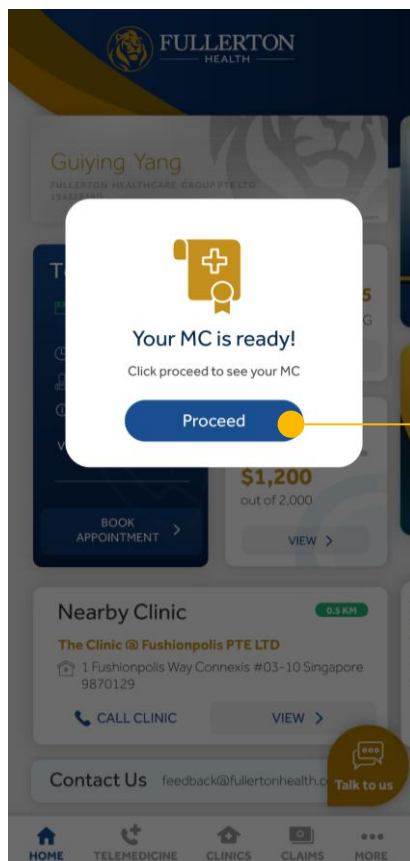 FULLERTON
HEALTH
Guiying Yang
FULLERTON HEALTHCARE GROUP PTE LTD
T
5
G
Your MC is ready!
Click proceed to see your MC
Proceed
$1,200
out of 2,000
BOOK
APPOINTMENT
VIEW
Nearby Clinic
0.5 KM
The Clinic @ Fushionpolis PTE LTD
1 Fushionpolis Way Connexis #03-10 Singapore
9870129
CALL CLINIC
VIEW
Contact Us feedback@fullertonhealth.c
Talk to us
HOME TELEMEDICINE CLINICS CLAIMS MORE